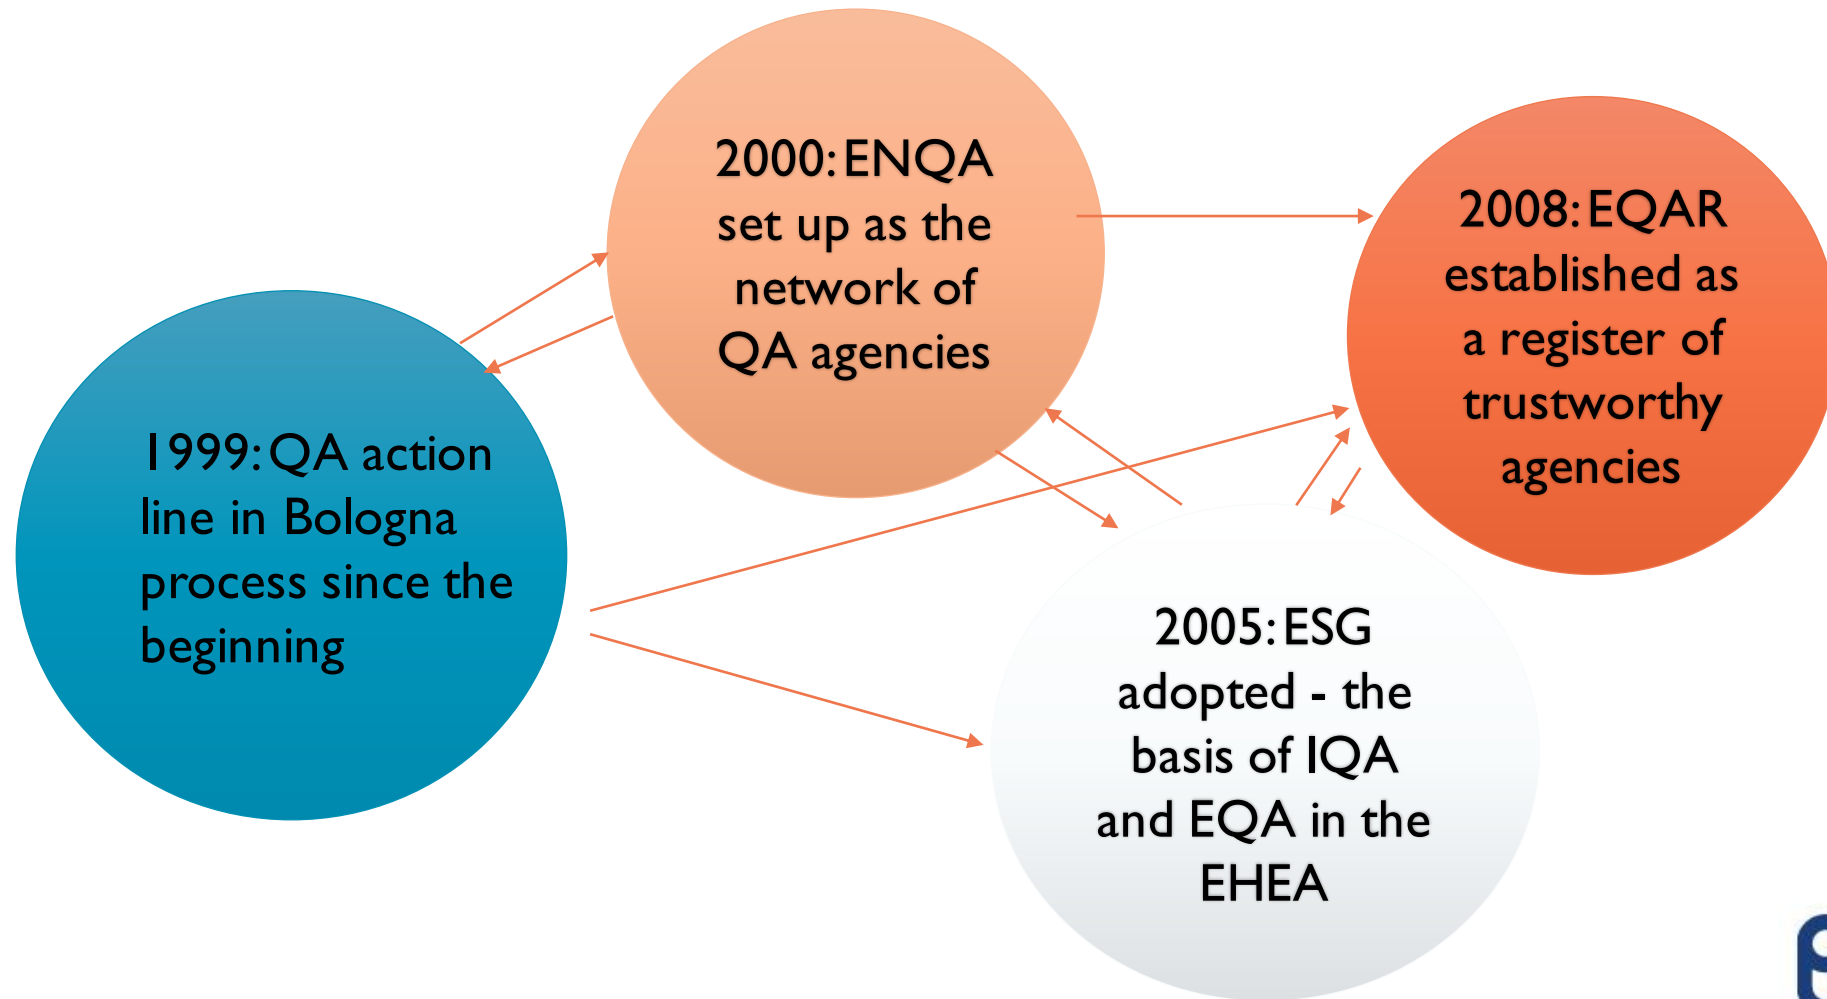 1999: QA action
line in Bologna
process since the
beginning
2000: ENQA
set up as the
network of
QA agencies
2005: ESG
adopted - the
basis of IQA
and EQA in the
EHEA
2008: EQAR
established as
a register of
trustworthy
agencies